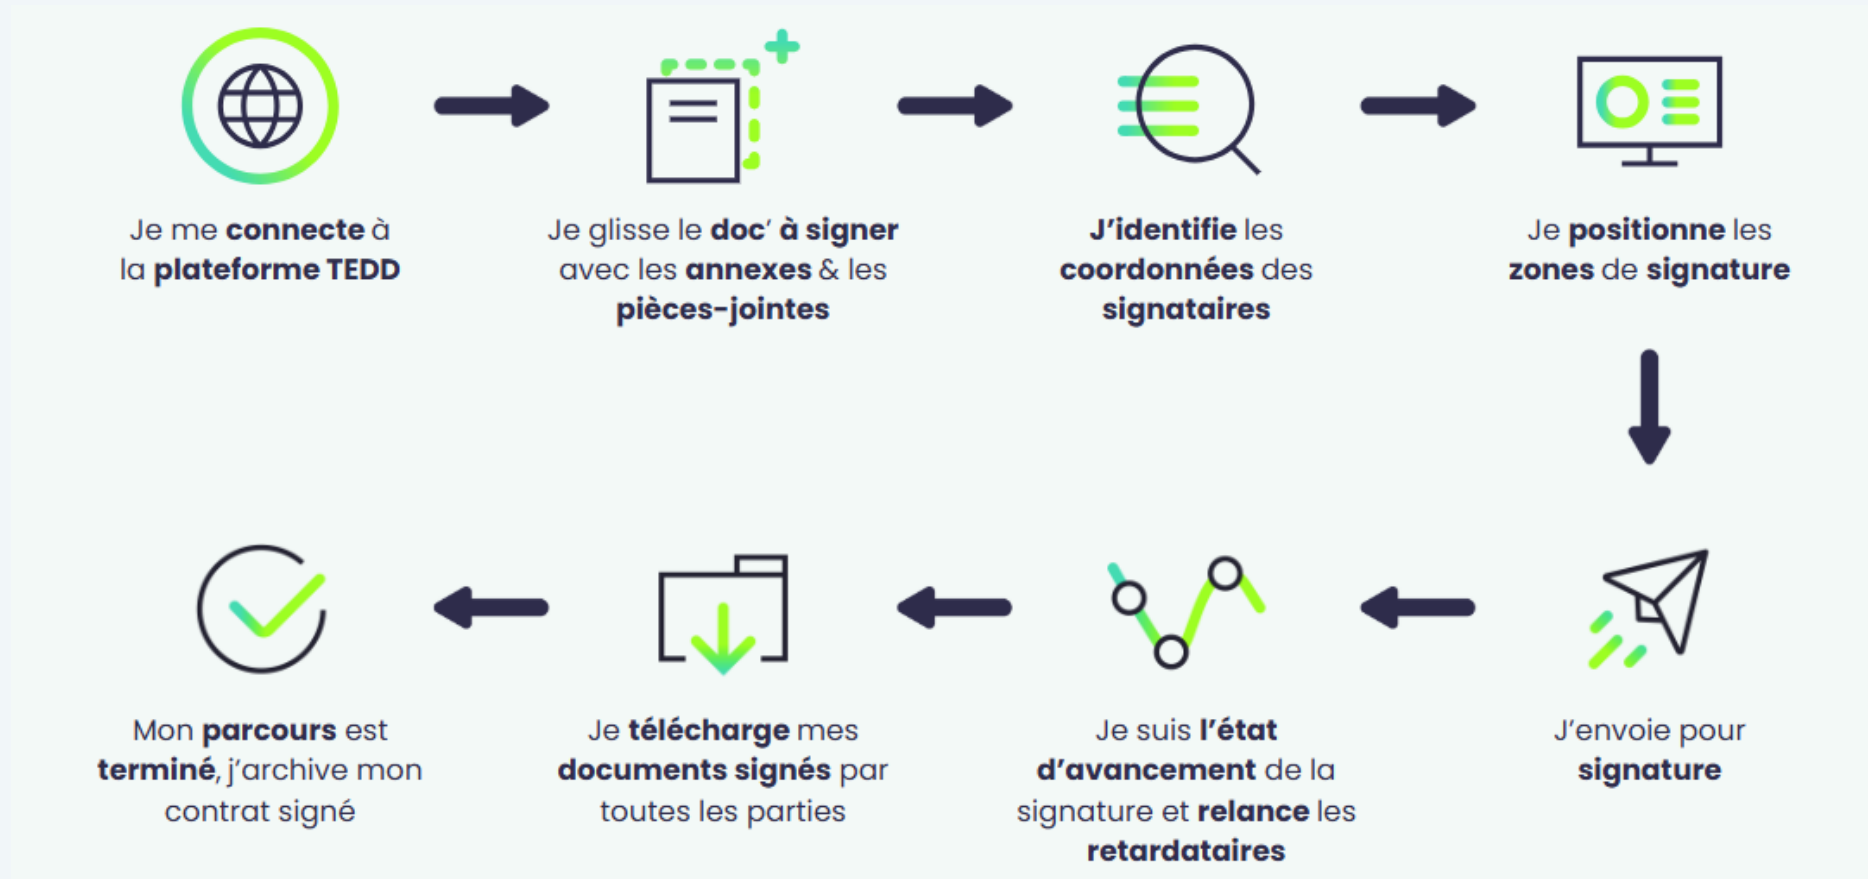 Je me connecte à
la plateforme TEDD
Je glisse le doc’ à signer
avec les annexes & les
pièces-jointes
J’identifie les
coordonnées des
signataires
Je positionne les
zones de signature
J’envoie pour
signature
Je suis l’état
d’avancement de la
signature et relance les
retardataires
Je télécharge mes
documents signés par
toutes les parties
Mon parcours est
terminé, j’archive mon
contrat signé